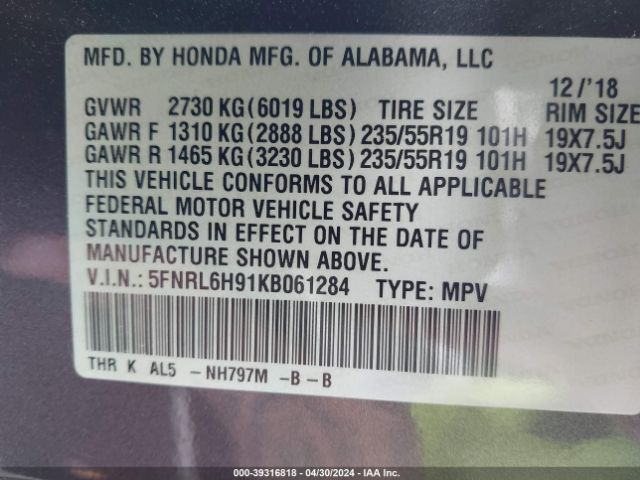 MFD. BY HONDA MFG. OF ALABAMA, LLC
12/'18
GVWR 2730 KG(6019 LBS) TIRE SIZE RIM SIZE
GAWR F 1310 KG(2888 LBS) 235/55R19 101H 19X7.5J
GAWR R 1465 KG(3230 LBS) 235/55R19 101H 19X7.5J
THIS VEHICLE CONFORMS TO ALL APPLICABLE
FEDERAL MOTOR VEHICLE SAFETY
STANDARDS IN EFFECT ON THE DATE OF
MANUFACTURE SHOWN ABOVE.
V.I.N.: 5FNRL6H91KB061284 TYPE: MPV
THR K AL5 -NH797M -B-B
000-39316818 / 04/30/2024 - IAA Inc.